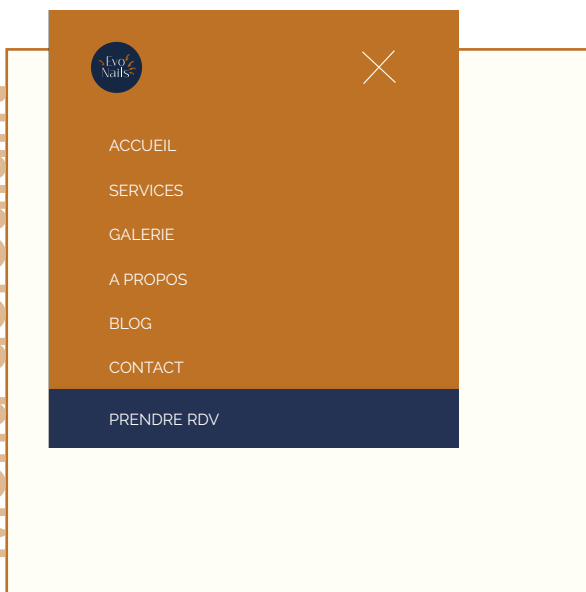 Evo
Nails
ACCUEIL
SERVICES
GALERIE
A PROPOS
BLOG
CONTACT
PRENDRE RDV